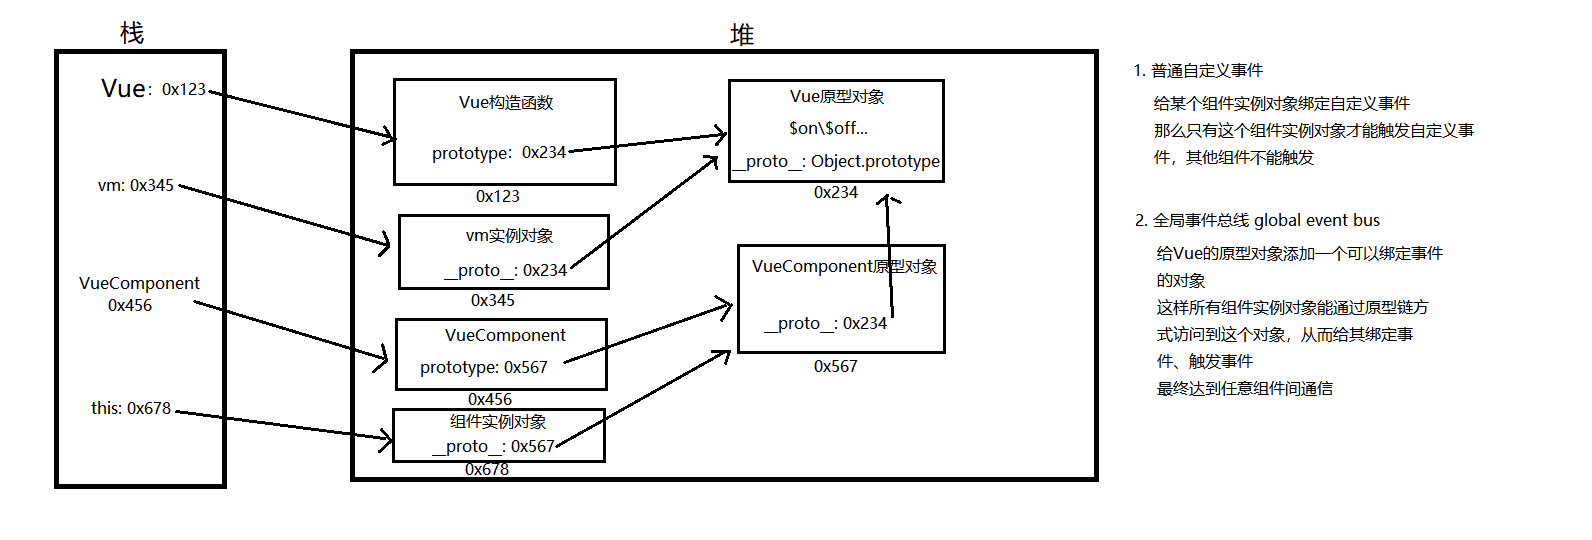 栈
Vue：0x123
vm: 0x345
VueComponent
0x456
this: 0x678
堆
Vue构造函数
prototype：0x234
0x123
vm实例对象
__proto__: 0x234
0x345
VueComponent
prototype: 0x567
0x456
组件实例对象
__proto__: 0x567
0x678
Vue原型对象
$on\$off...
__proto__: Object.prototype
0x234
VueComponent原型对象
__proto__: 0x234
0x567
1. 普通自定义事件
给某个组件实例对象绑定自定义事件
那么只有这个组件实例对象才能触发自定义事
件，其他组件不能触发
2. 全局事件总线 global event bus
给Vue的原型对象添加一个可以绑定事件
的对象
这样所有组件实例对象能通过原型链方
式访问到这个对象，从而给其绑定事
件、触发事件
最终达到任意组件间通信